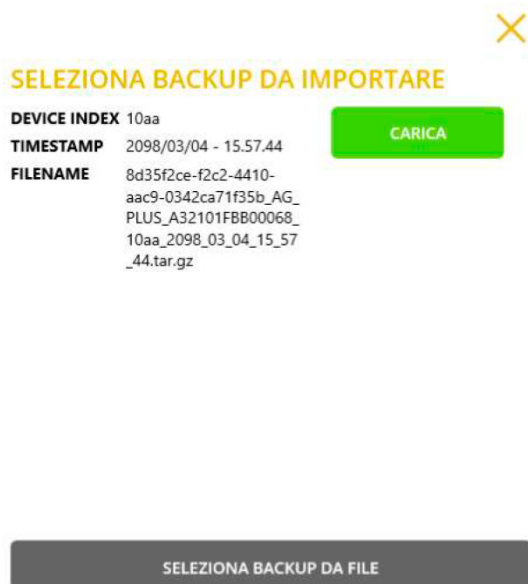 SELEZIONA BACKUP DA IMPORTARE
DEVICE INDEX 10aa
CARICA
TIMESTAMP 2098/03/04 - 15.57.44
FILENAME 8d35f2ce-f2c2-4410-
aac9-0342ca71f35b_AG_
PLUS_A32101FBB00068_
10aa_2098_03_04_15_57
_44.tar.gz
SELEZIONA BACKUP DA FILE